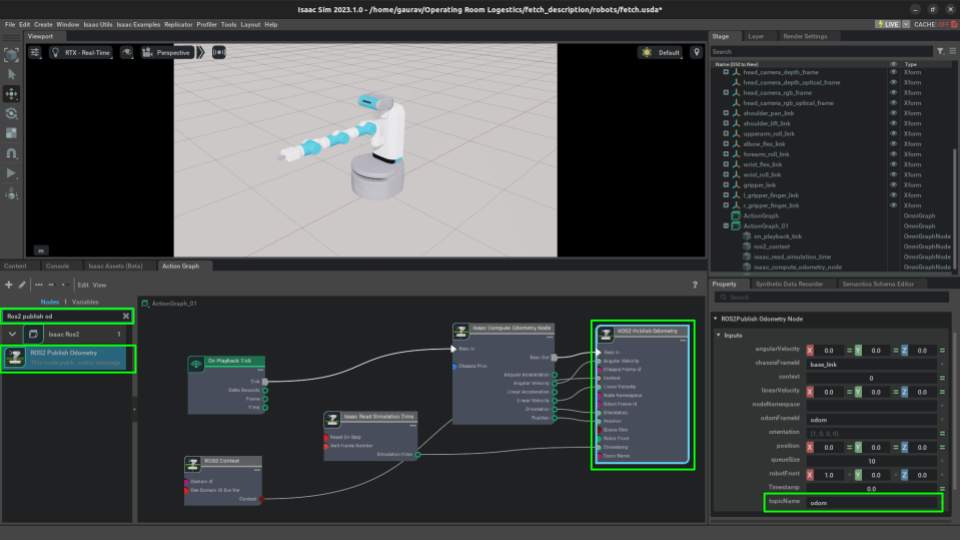 Isaac Sim 2023.1.0 - /home/gaurav/Operating Room Logestics/fetch_description/robots/fetch.usda*
File Edit Create Window Isaac Utils Isaac Examples Replicator Profiler Tools Layout Help
LIVE
CACHE: OFF
Viewport
RTX - Real-Time
Perspective
Default
m
Stage Layer Render Settings
Search
Name (Old to New) Type
head_camera_depth_frame Xform
head_camera_depth_optical_frame Xform
head_camera_rgb_frame Xform
head_camera_rgb_optical_frame Xform
shoulder_pan_link Xform
shoulder_lift_link Xform
upperarm_roll_link Xform
elbow_flex_link Xform
forearm_roll_link Xform
wrist_flex_link Xform
wrist_roll_link Xform
gripper_link Xform
l_gripper_finger_link Xform
r_gripper_finger_link Xform
ActionGraph OmniGraph
ActionGraph_01 OmniGraph
on_playback_tick OmniGraphNode
ros2_context OmniGraphNode
isaac_read_simulation_time OmniGraphNode
isaac_compute_odometry_node OmniGraphNode
Content Console Isaac Assets (Beta) Action Graph
Edit View
?
Nodes | Variables
Ros2 publish od
Isaac Ros2 1
ROS2 Publish Odometry
ActionGraph_01
On Playback Tick
Tick
Delta Seconds
Frame
Time
Isaac Read Simulation Time
Reset On Stop
Swh Frame Number
Simulation Time
ROS2 Context
Domain Id
Use Domain ID Env Var
Context
Isaac Compute Odometry Node
Exec In
Chassis Prim
Exec Out
Angular Acceleration
Angular Velocity
Linear Acceleration
Linear Velocity
Orientation
Position
ROS2 Publish Odometry
Exec In
Angular Velocity
Chassis Frame Id
Context
Linear Velocity
Node Namespace
Odom Frame Id
Orientation
Position
Queue Size
Robot Front
Timestamp
Topic Name
Property Synthetic Data Recorder Semantics Schema Editor
Search
ROS2Publish Odometry Node
Inputs
angularVelocity X 0.0 Y 0.0 Z 0.0
chassisFrameId base_link
context 0
linearVelocity X 0.0 Y 0.0 Z 0.0
nodeNamespace
odomFrameId odom
orientation (1, 0, 0, 0)
position X 0.0 Y 0.0 Z 0.0
queueSize 10
robotFront X 1.0 Y 0.0 Z 0.0
Timestamp 0.0
topicName odom